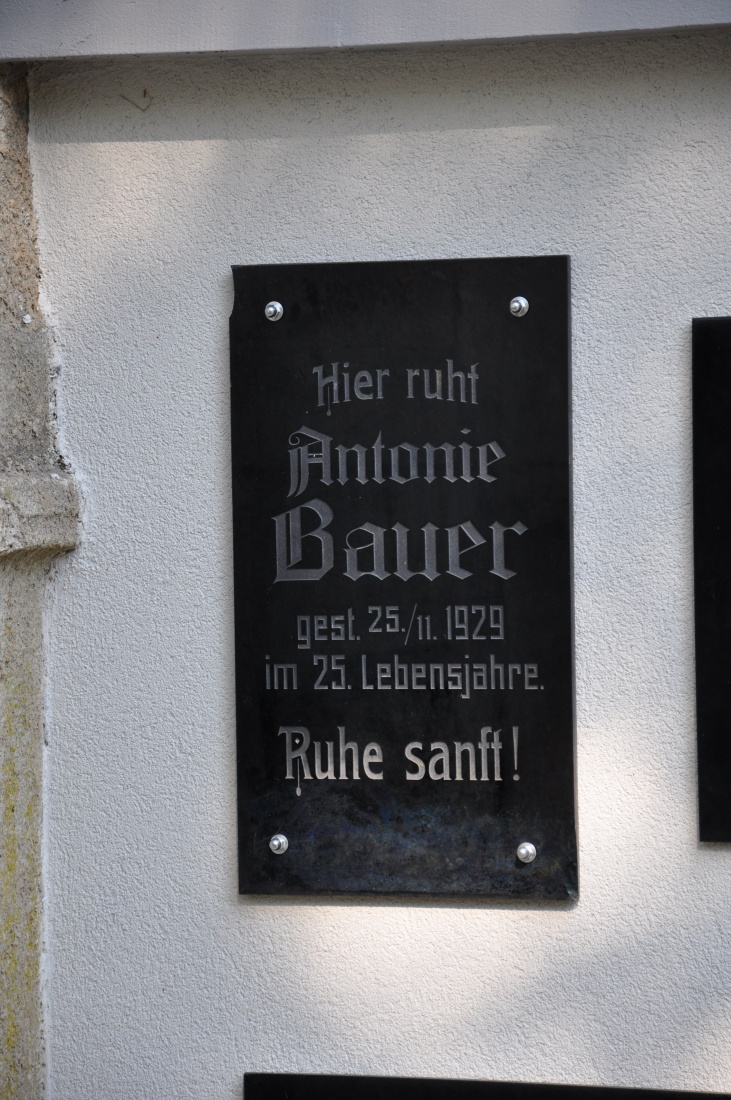 Hier ruht
Antonie
Bauer
gest. 25./11. 1929
im 25. Lebensjahre.
Ruhe sanft!